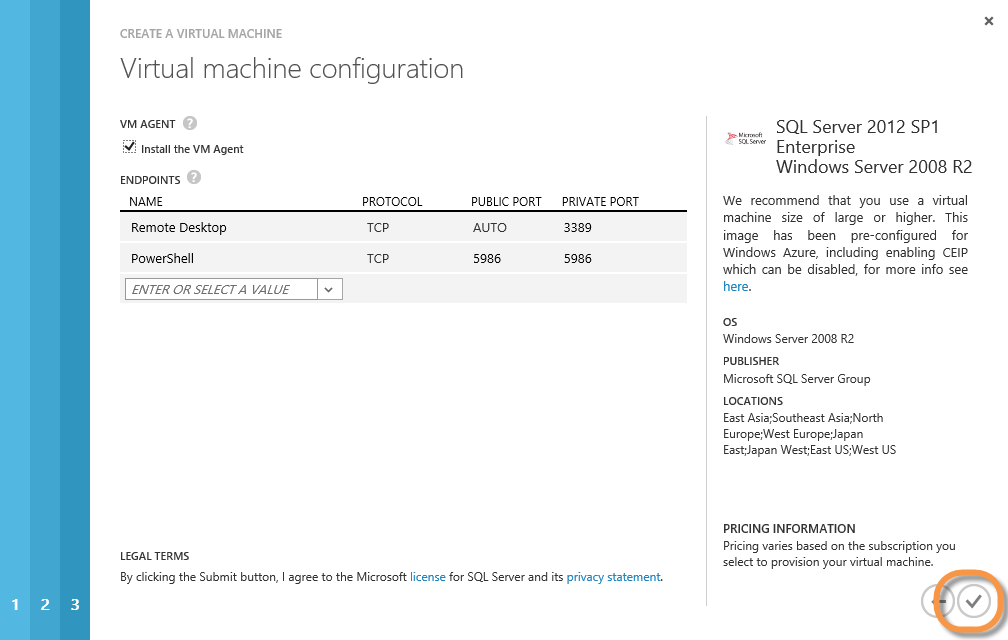 CREATE A VIRTUAL MACHINE
Virtual machine configuration
VM AGENT ?
Install the VM Agent
ENDPOINTS ?
NAME PROTOCOL PUBLIC PORT PRIVATE PORT
Remote Desktop TCP AUTO 3389
PowerShell TCP 5986 5986
ENTER OR SELECT A VALUE
LEGAL TERMS
By clicking the Submit button, I agree to the Microsoft license for SQL Server and its privacy statement.
1 2 3
Microsoft
SQL Server
SQL Server 2012 SP1
Enterprise
Windows Server 2008 R2
We recommend that you use a virtual
machine size of large or higher. This
image has been pre-configured for
Windows Azure, including enabling CEIP
which can be disabled, for more info see
here.
OS
Windows Server 2008 R2
PUBLISHER
Microsoft SQL Server Group
LOCATIONS
East Asia;Southeast Asia;North
Europe;West Europe;Japan
East;Japan West;East US;West US
PRICING INFORMATION
Pricing varies based on the subscription you
select to provision your virtual machine.